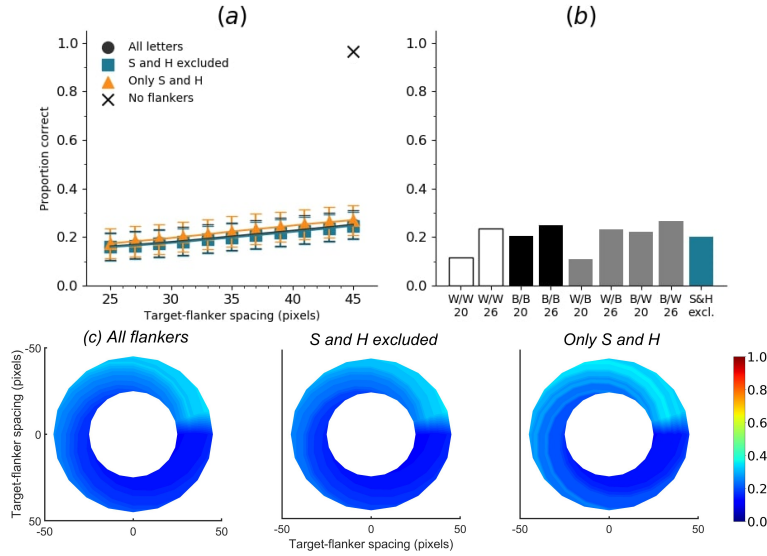 (a)
1.0
0.8
0.6
0.4
0.2
0.0
Proportion correct
All letters
S and H excluded
Only S and H
No flankers
25 30 35 40 45
Target-flanker spacing (pixels)
(b)
1.0
0.8
0.6
0.4
0.2
0.0
W/W W/W B/B B/B W/B W/B B/W B/W S&H
20 26 20 26 20 26 20 26 excl.
(c) All flankers
S and H excluded
Only S and H
-50
0
50
Target-flanker spacing (pixels)
-50 0 50
-50 0 50
-50 0 50
Target-flanker spacing (pixels)
1.0
0.8
0.6
0.4
0.2
0.0